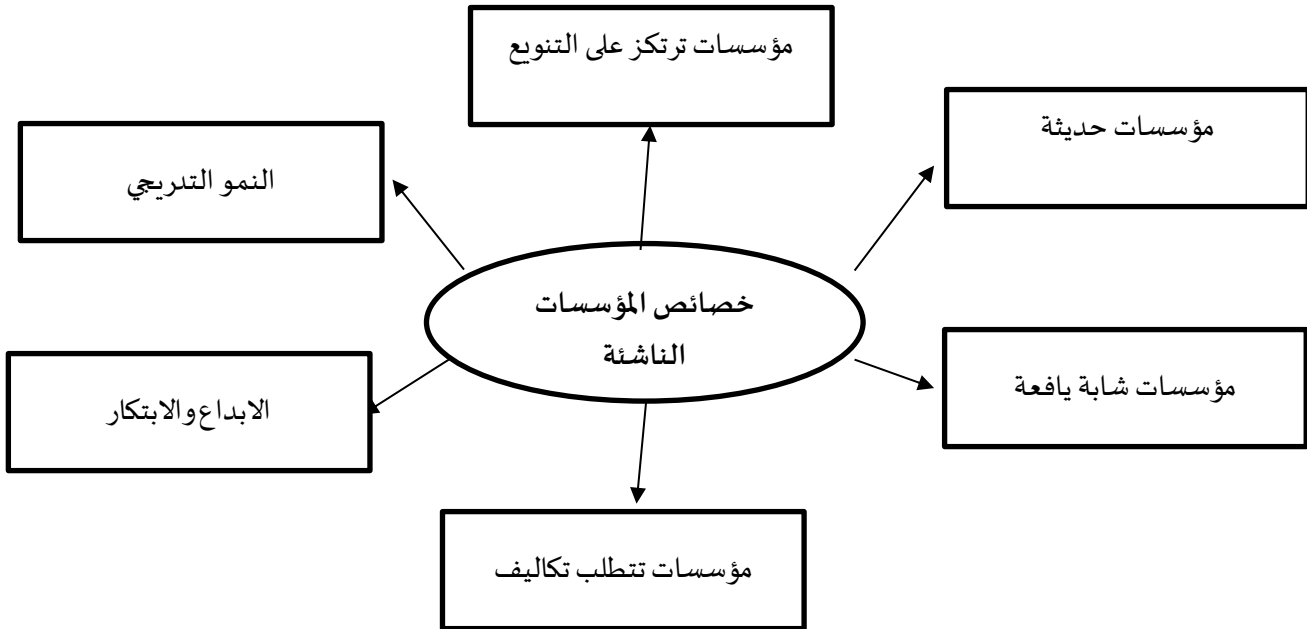 مؤسسات ترتكز على التنويع
مؤسسات حديثة
النمو التدريجي
خصائص المؤسسات
الناشئة
مؤسسات شابة يافعة
الابداع والابتكار
مؤسسات تتطلب تكاليف